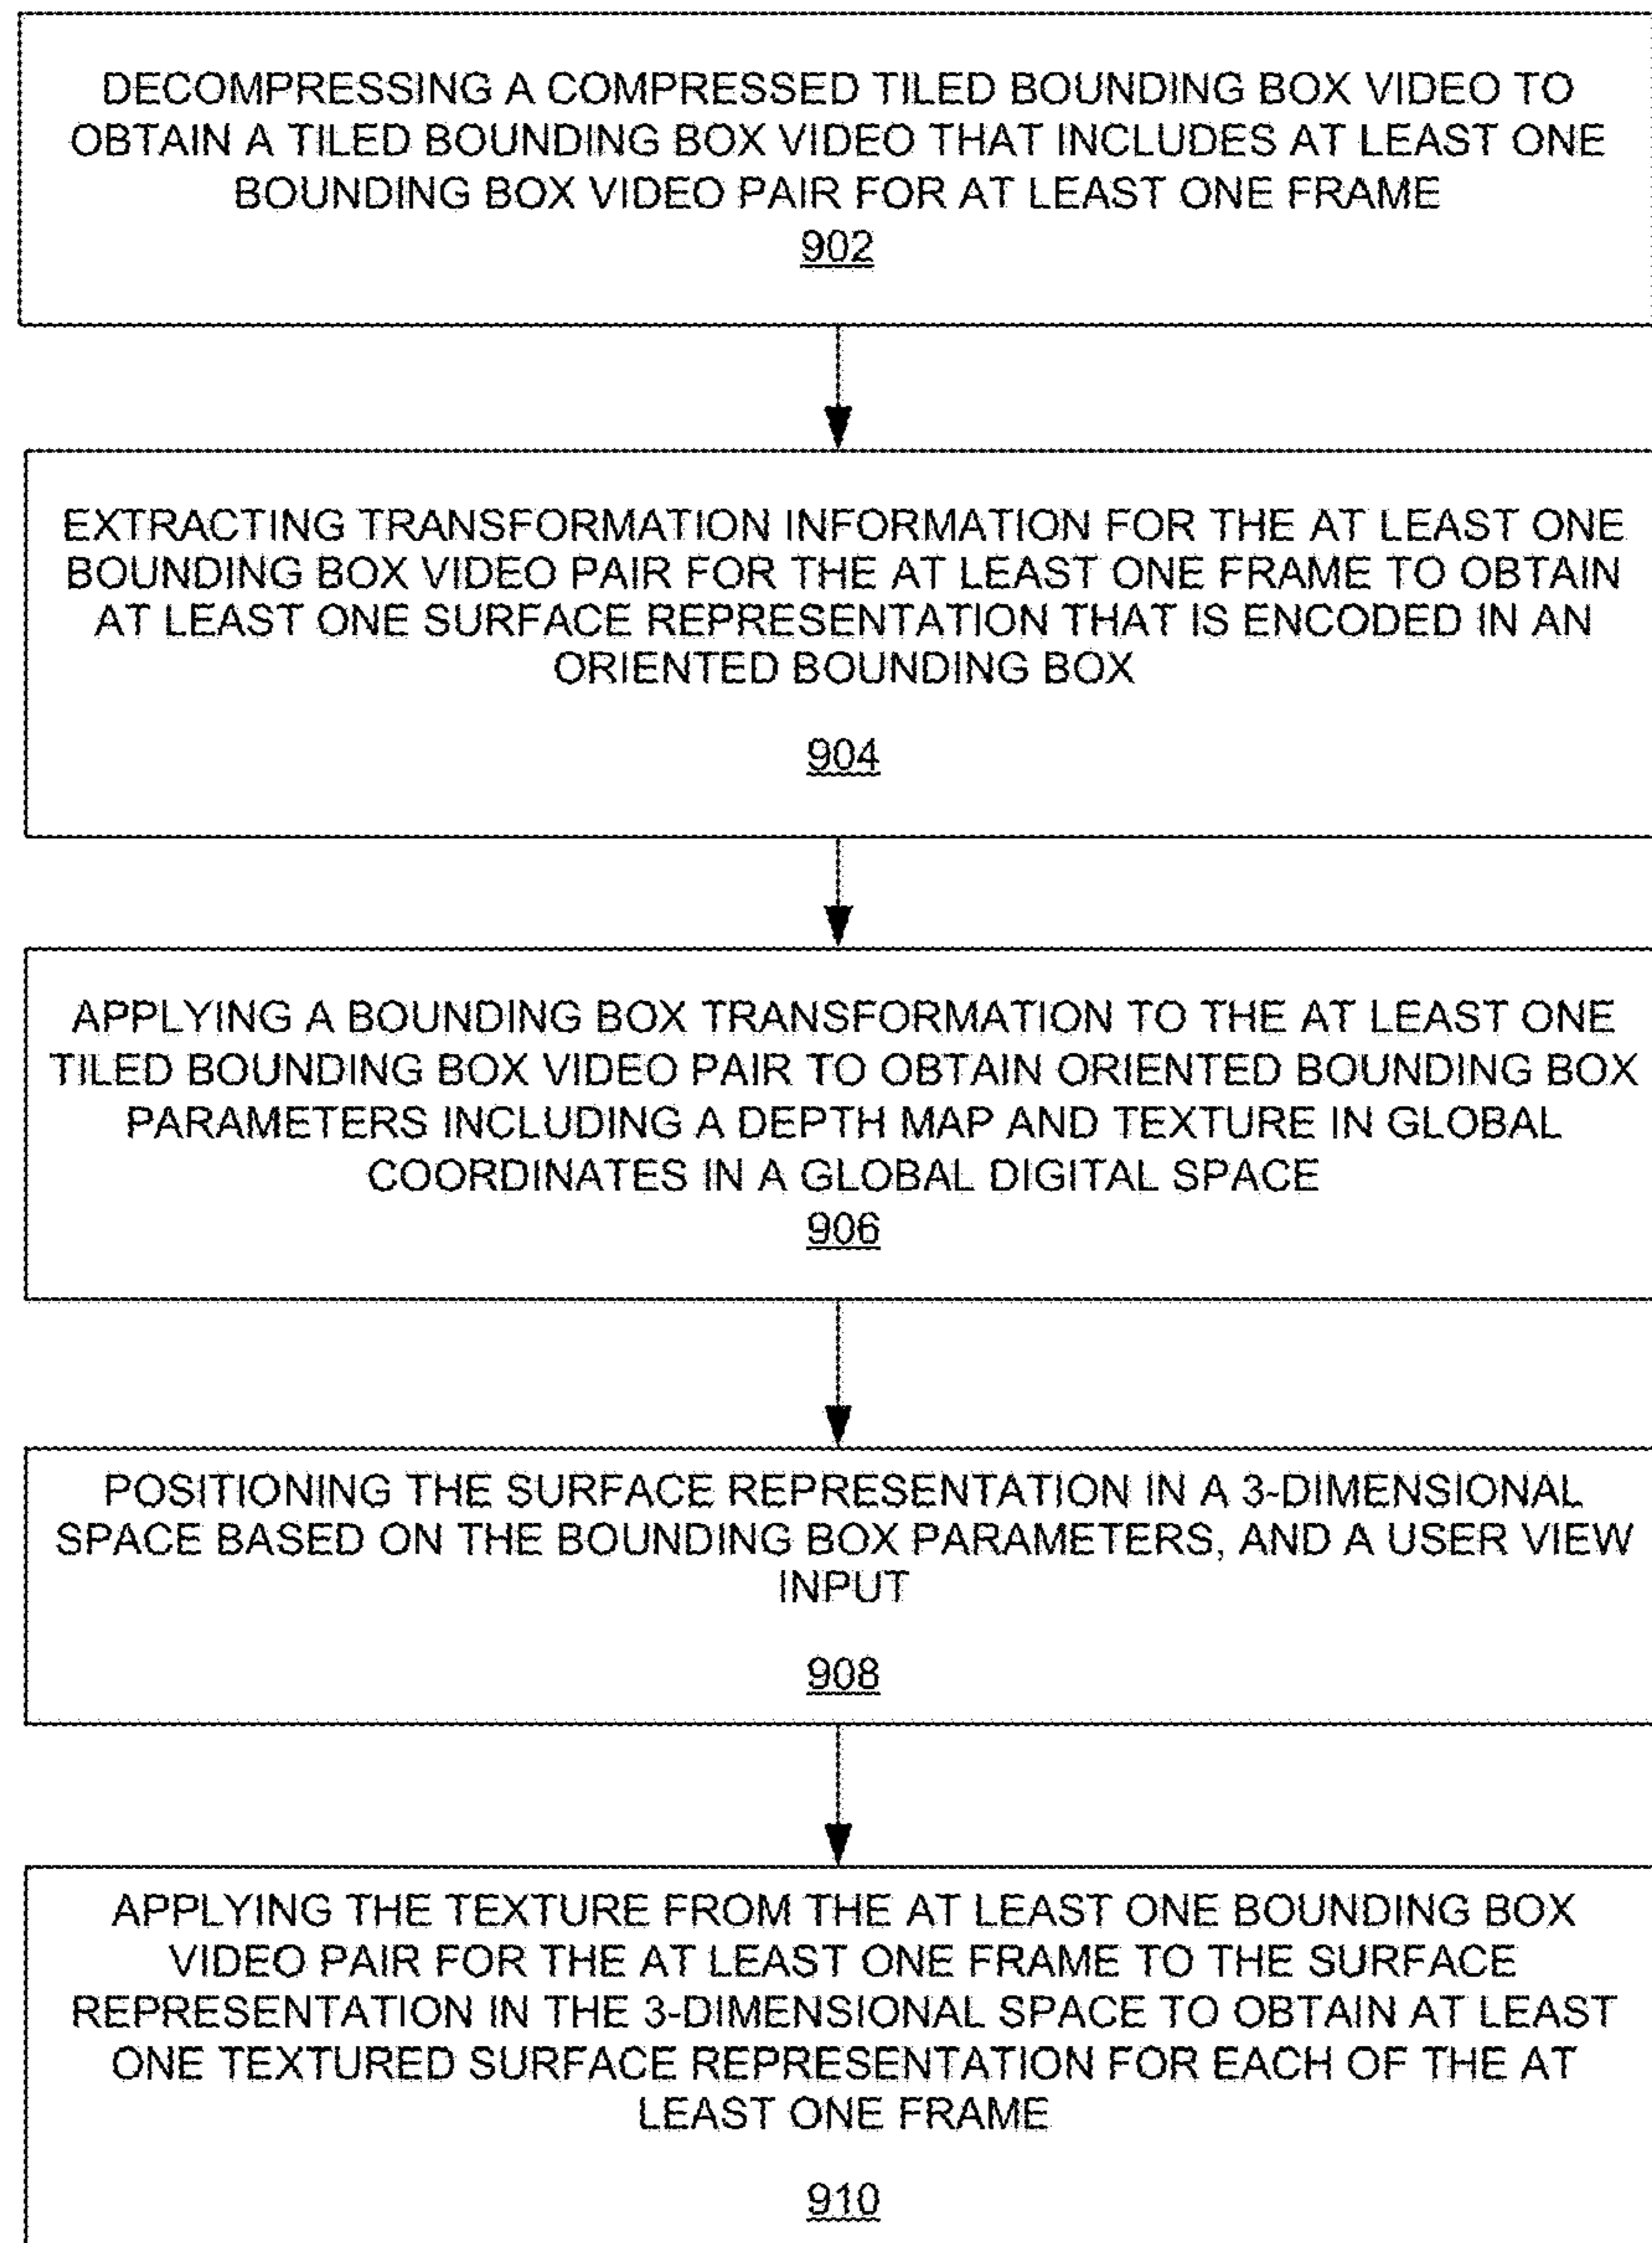 DECOMPRESSING A COMPRESSED TILED BOUNDING BOX VIDEO TO
OBTAIN A TILED BOUNDING BOX VIDEO THAT INCLUDES AT LEAST ONE
BOUNDING BOX VIDEO PAIR FOR AT LEAST ONE FRAME
902
EXTRACTING TRANSFORMATION INFORMATION FOR THE AT LEAST ONE
BOUNDING BOX VIDEO PAIR FOR THE AT LEAST ONE FRAME TO OBTAIN
AT LEAST ONE SURFACE REPRESENTATION THAT IS ENCODED IN AN
ORIENTED BOUNDING BOX
904
APPLYING A BOUNDING BOX TRANSFORMATION TO THE AT LEAST ONE
TILED BOUNDING BOX VIDEO PAIR TO OBTAIN ORIENTED BOUNDING BOX
PARAMETERS INCLUDING A DEPTH MAP AND TEXTURE IN GLOBAL
COORDINATES IN A GLOBAL DIGITAL SPACE
906
POSITIONING THE SURFACE REPRESENTATION IN A 3-DIMENSIONAL
SPACE BASED ON THE BOUNDING BOX PARAMETERS, AND A USER VIEW
INPUT
908
APPLYING THE TEXTURE FROM THE AT LEAST ONE BOUNDING BOX
VIDEO PAIR FOR THE AT LEAST ONE FRAME TO THE SURFACE
REPRESENTATION IN THE 3-DIMENSIONAL SPACE TO OBTAIN AT LEAST
ONE TEXTURED SURFACE REPRESENTATION FOR EACH OF THE AT
LEAST ONE FRAME
910